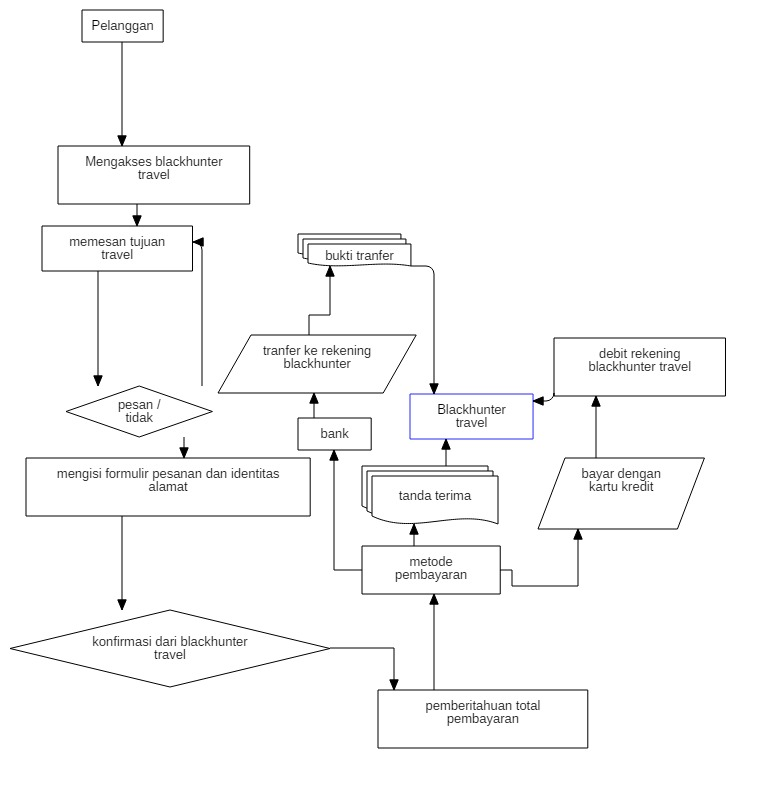 Pelanggan
Mengakses blackhunter
travel
memesan tujuan
travel
pesan /
tidak
mengisi formulir pesanan dan identitas
alamat
konfirmasi dari blackhunter
travel
pemberitahuan total
pembayaran
metode
pembayaran
bank
tranfer ke rekening
blackhunter
bukti tranfer
tanda terima
Blackhunter
travel
bayar dengan
kartu kredit
debit rekening
blackhunter travel